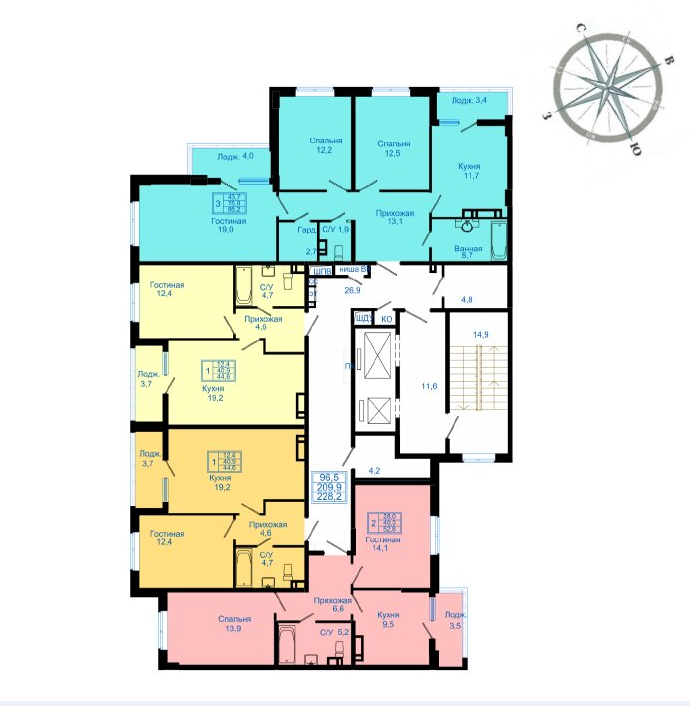 С
В
З
Ю
Лодж. 3,4
Спальня
12,2
Спальня
12,5
Кухня
11,7
Лодж. 4,0
3
43,7
78,8
86,2
Гостиная
19,0
Гард.
2,7
С/У 1,9
Прихожая
13,1
Ванная
5,7
Гостиная
12,4
С/У
4,7
ШПВ
ниша В
26,9
4,8
Прихожая
4,6
ШДУ
КО
14,9
Лодж.
3,7
1
12,4
40,9
44,6
Кухня
19,2
11,6
Лодж.
3,7
1
12,4
40,9
44,6
Кухня
19,2
96,5
209,9
228,2
4,2
Гостиная
12,4
Прихожая
4,6
С/У
4,7
2
28,0
49,3
52,8
Гостиная
14,1
Спальня
13,9
Прихожая
6,6
С/У 5,2
Кухня
9,5
Лодж.
3,5